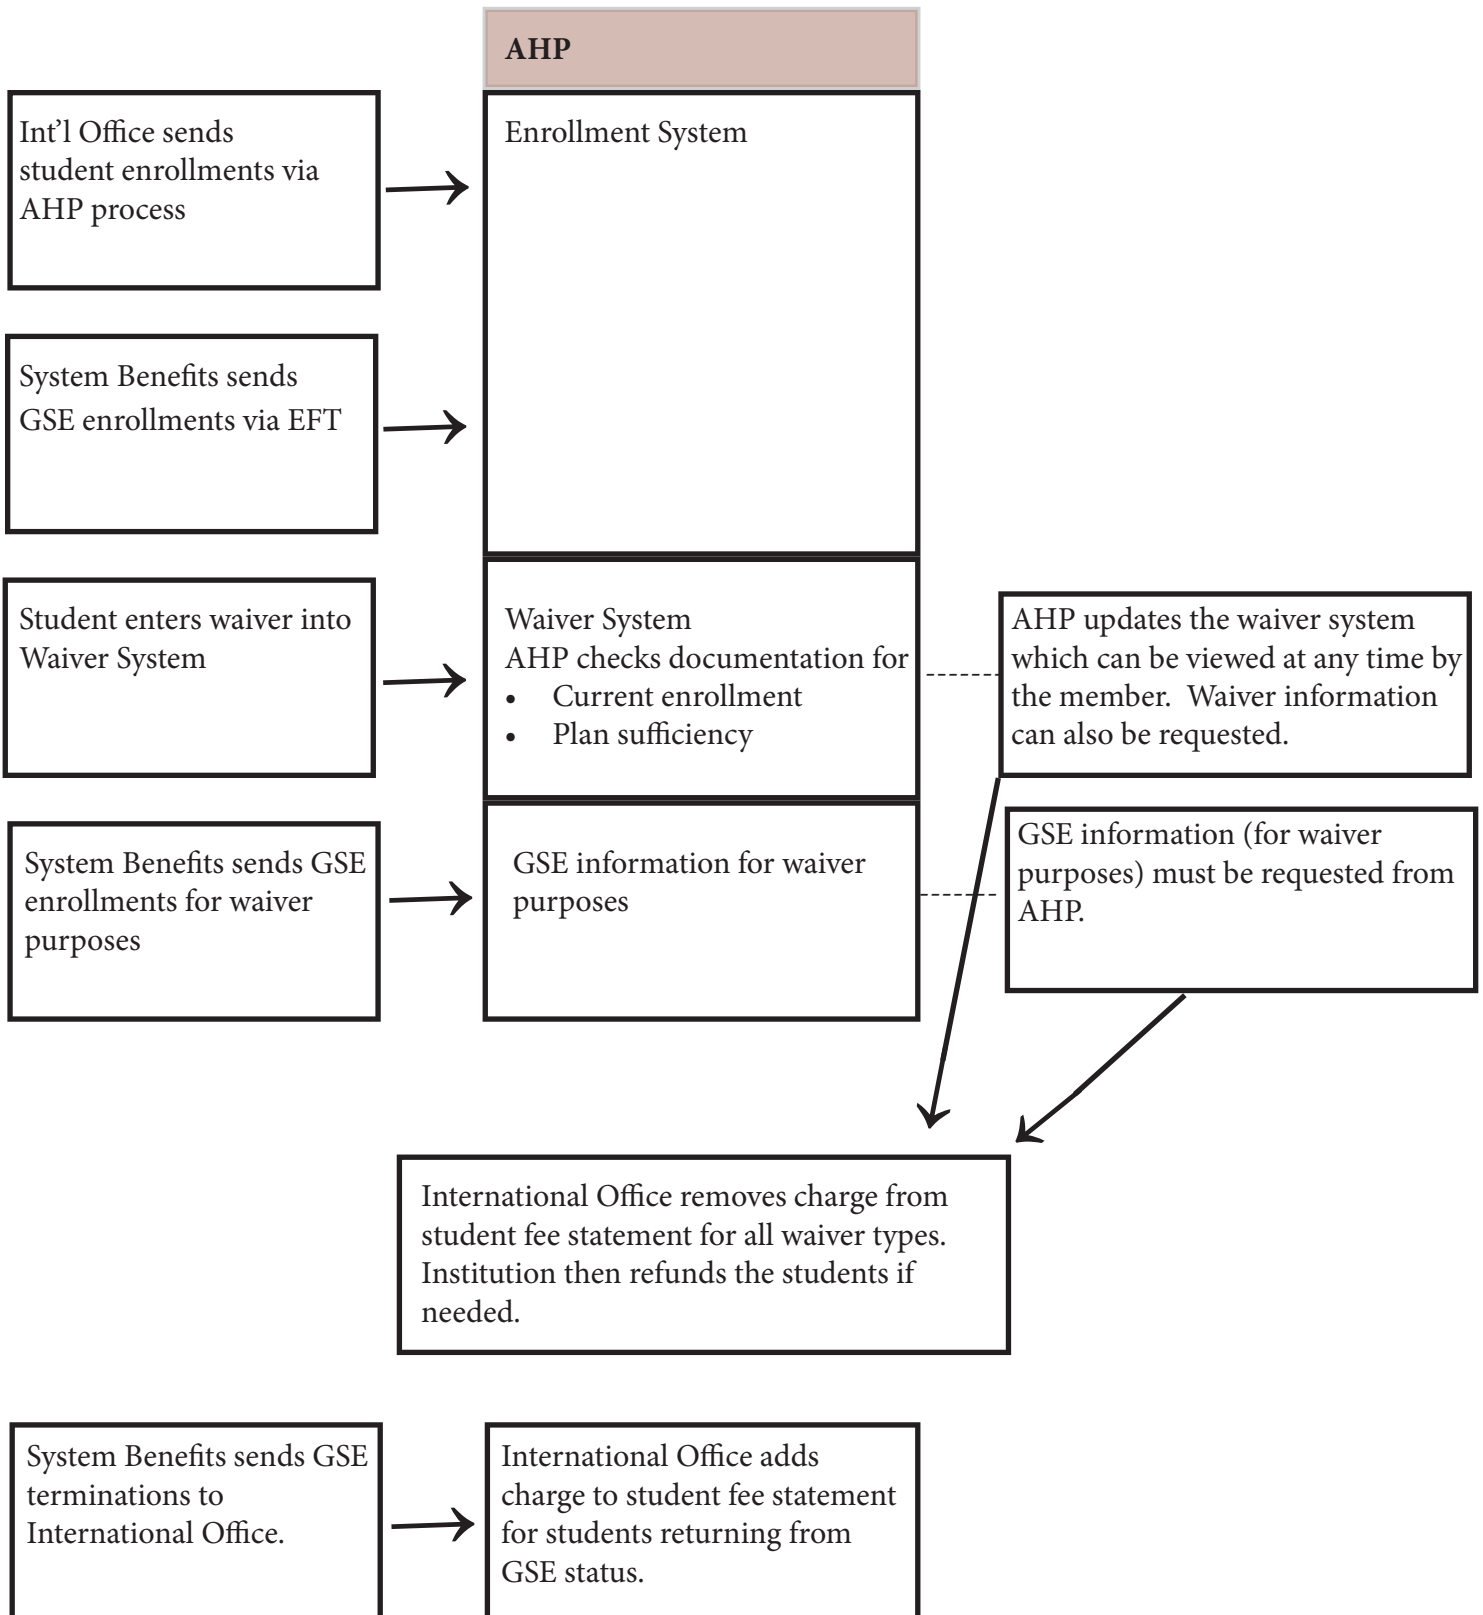 AHP
Int’l Office sends
student enrollments via
AHP process
Enrollment System
System Benefits sends
GSE enrollments via EFT
Student enters waiver into
Waiver System
Waiver System
AHP checks documentation for
• Current enrollment
• Plan sufficiency
AHP updates the waiver system
which can be viewed at any time by
the member.  Waiver information
can also be requested.
System Benefits sends GSE
enrollments for waiver
purposes
GSE information for waiver
purposes
GSE information (for waiver
purposes) must be requested from
AHP.
International Office removes charge from
student fee statement for all waiver types.
Institution then refunds the students if
needed.
System Benefits sends GSE
terminations to
International Office.
International Office adds
charge to student fee statement
for students returning from
GSE status.